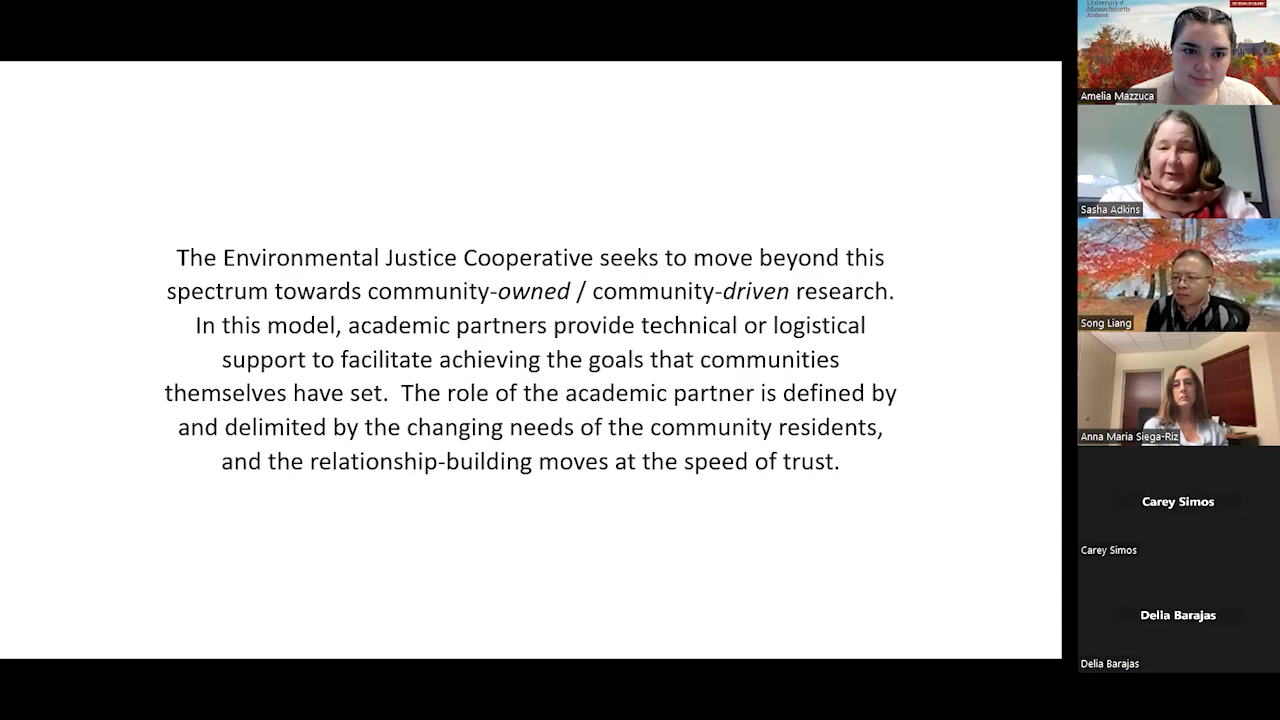 The Environmental Justice Cooperative seeks to move beyond this
spectrum towards community-owned / community-driven research.
In this model, academic partners provide technical or logistical
support to facilitate achieving the goals that communities
themselves have set.  The role of the academic partner is defined by
and delimited by the changing needs of the community residents,
and the relationship-building moves at the speed of trust.
University of
Massachusetts
Amherst
Amelia Mazzuca
Sasha Adkins
Song Liang
Anna Maria Siega-Riz
Carey Simos
Carey Simos
Delia Barajas
Delia Barajas